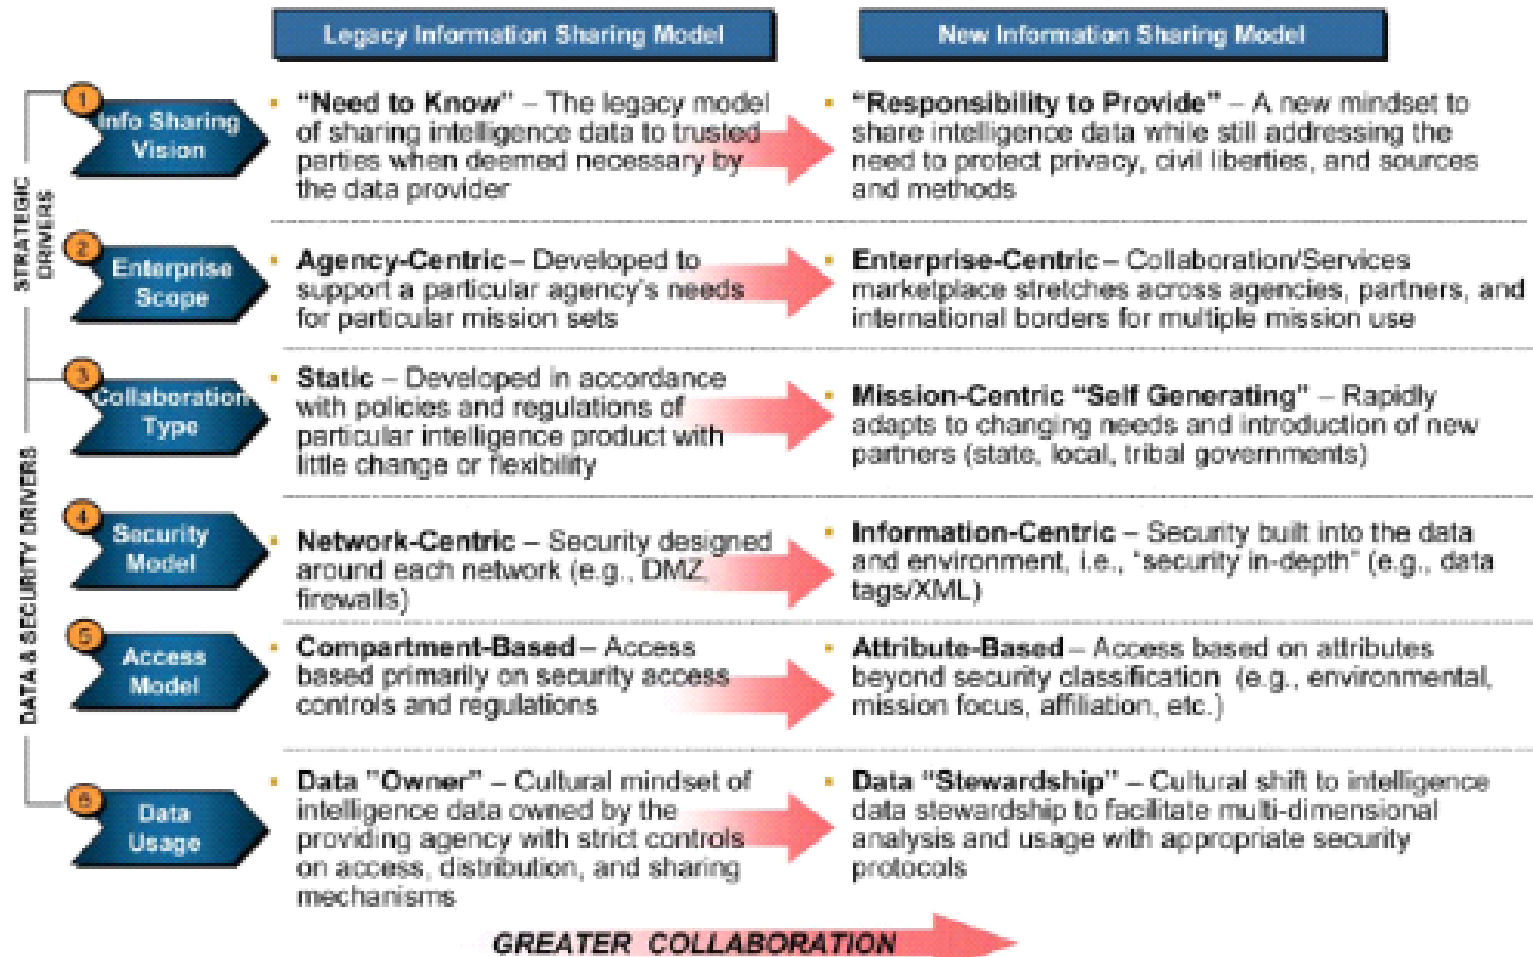 Legacy Information Sharing Model
New Information Sharing Model
STRATEGIC
DRIVERS
DATA & SECURITY DRIVERS
1
Info Sharing
Vision
"Need to Know" – The legacy model
of sharing intelligence data to trusted
parties when deemed necessary by
the data provider
"Responsibility to Provide" – A new mindset to
share intelligence data while still addressing the
need to protect privacy, civil liberties, and sources
and methods
2
Enterprise
Scope
Agency-Centric – Developed to
support a particular agency's needs
for particular mission sets
Enterprise-Centric – Collaboration/Services
marketplace stretches across agencies, partners, and
international borders for multiple mission use
3
Collaboration
Type
Static – Developed in accordance
with policies and regulations of
particular intelligence product with
little change or flexibility
Mission-Centric "Self Generating" – Rapidly
adapts to changing needs and introduction of new
partners (state, local, tribal governments)
4
Security
Model
Network-Centric – Security designed
around each network (e.g., DMZ,
firewalls)
Information-Centric – Security built into the data
and environment, i.e., "security in-depth" (e.g., data
tags/XML)
5
Access
Model
Compartment-Based – Access
based primarily on security access
controls and regulations
Attribute-Based – Access based on attributes
beyond security classification (e.g., environmental,
mission focus, affiliation, etc.)
6
Data
Usage
Data "Owner" – Cultural mindset of
intelligence data owned by the
providing agency with strict controls
on access, distribution, and sharing
mechanisms
Data "Stewardship" – Cultural shift to intelligence
data stewardship to facilitate multi-dimensional
analysis and usage with appropriate security
protocols
GREATER COLLABORATION